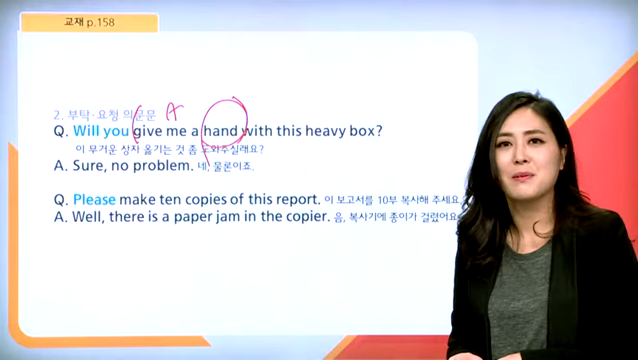 교재 p.158
2. 부탁·요청 의문문 A
Q. Will you give me a hand with this heavy box?
이 무거운 상자 옮기는 것 좀 도와주실래요?
A. Sure, no problem. 네, 물론이죠.
Q. Please make ten copies of this report. 이 보고서를 10부 복사해 주세요.
A. Well, there is a paper jam in the copier. 음, 복사기에 종이가 걸렸어요